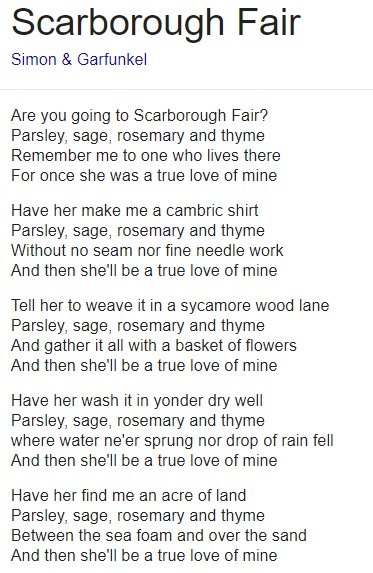 Scarborough Fair
Simon & Garfunkel
Are you going to Scarborough Fair?
Parsley, sage, rosemary and thyme
Remember me to one who lives there
For once she was a true love of mine
Have her make me a cambric shirt
Parsley, sage, rosemary and thyme
Without no seam nor fine needle work
And then she'll be a true love of mine
Tell her to weave it in a sycamore wood lane
Parsley, sage, rosemary and thyme
And gather it all with a basket of flowers
And then she'll be a true love of mine
Have her wash it in yonder dry well
Parsley, sage, rosemary and thyme
where water ne'er sprung nor drop of rain fell
And then she'll be a true love of mine
Have her find me an acre of land
Parsley, sage, rosemary and thyme
Between the sea foam and over the sand
And then she'll be a true love of mine